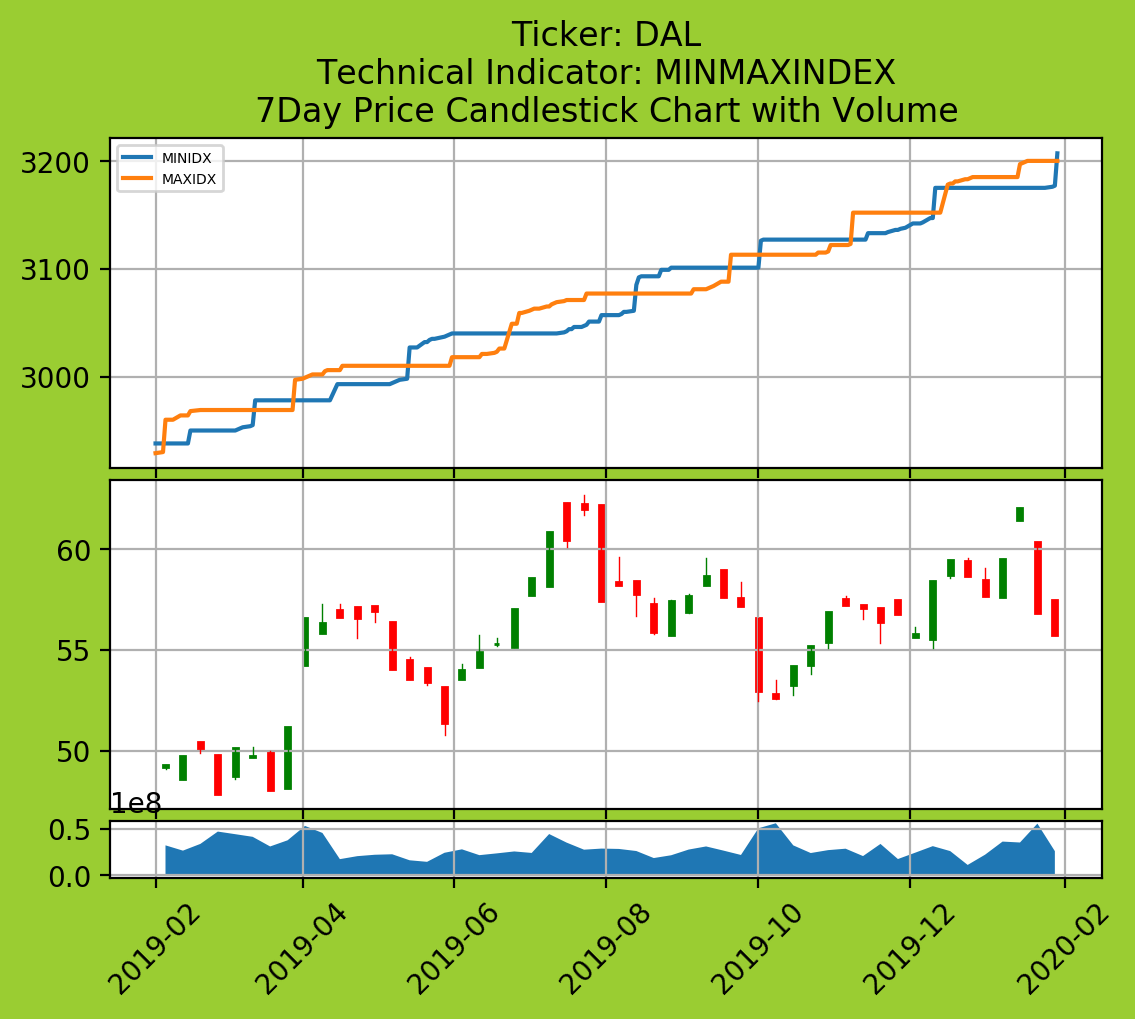 Ticker: DAL
Technical Indicator: MINMAXINDEX
7Day Price Candlestick Chart with Volume
MINIDX
MAXIDX
3200
3100
3000
60
55
50
1e8
0.5
0.0
2019-02
2019-04
2019-06
2019-08
2019-10
2019-12
2020-02